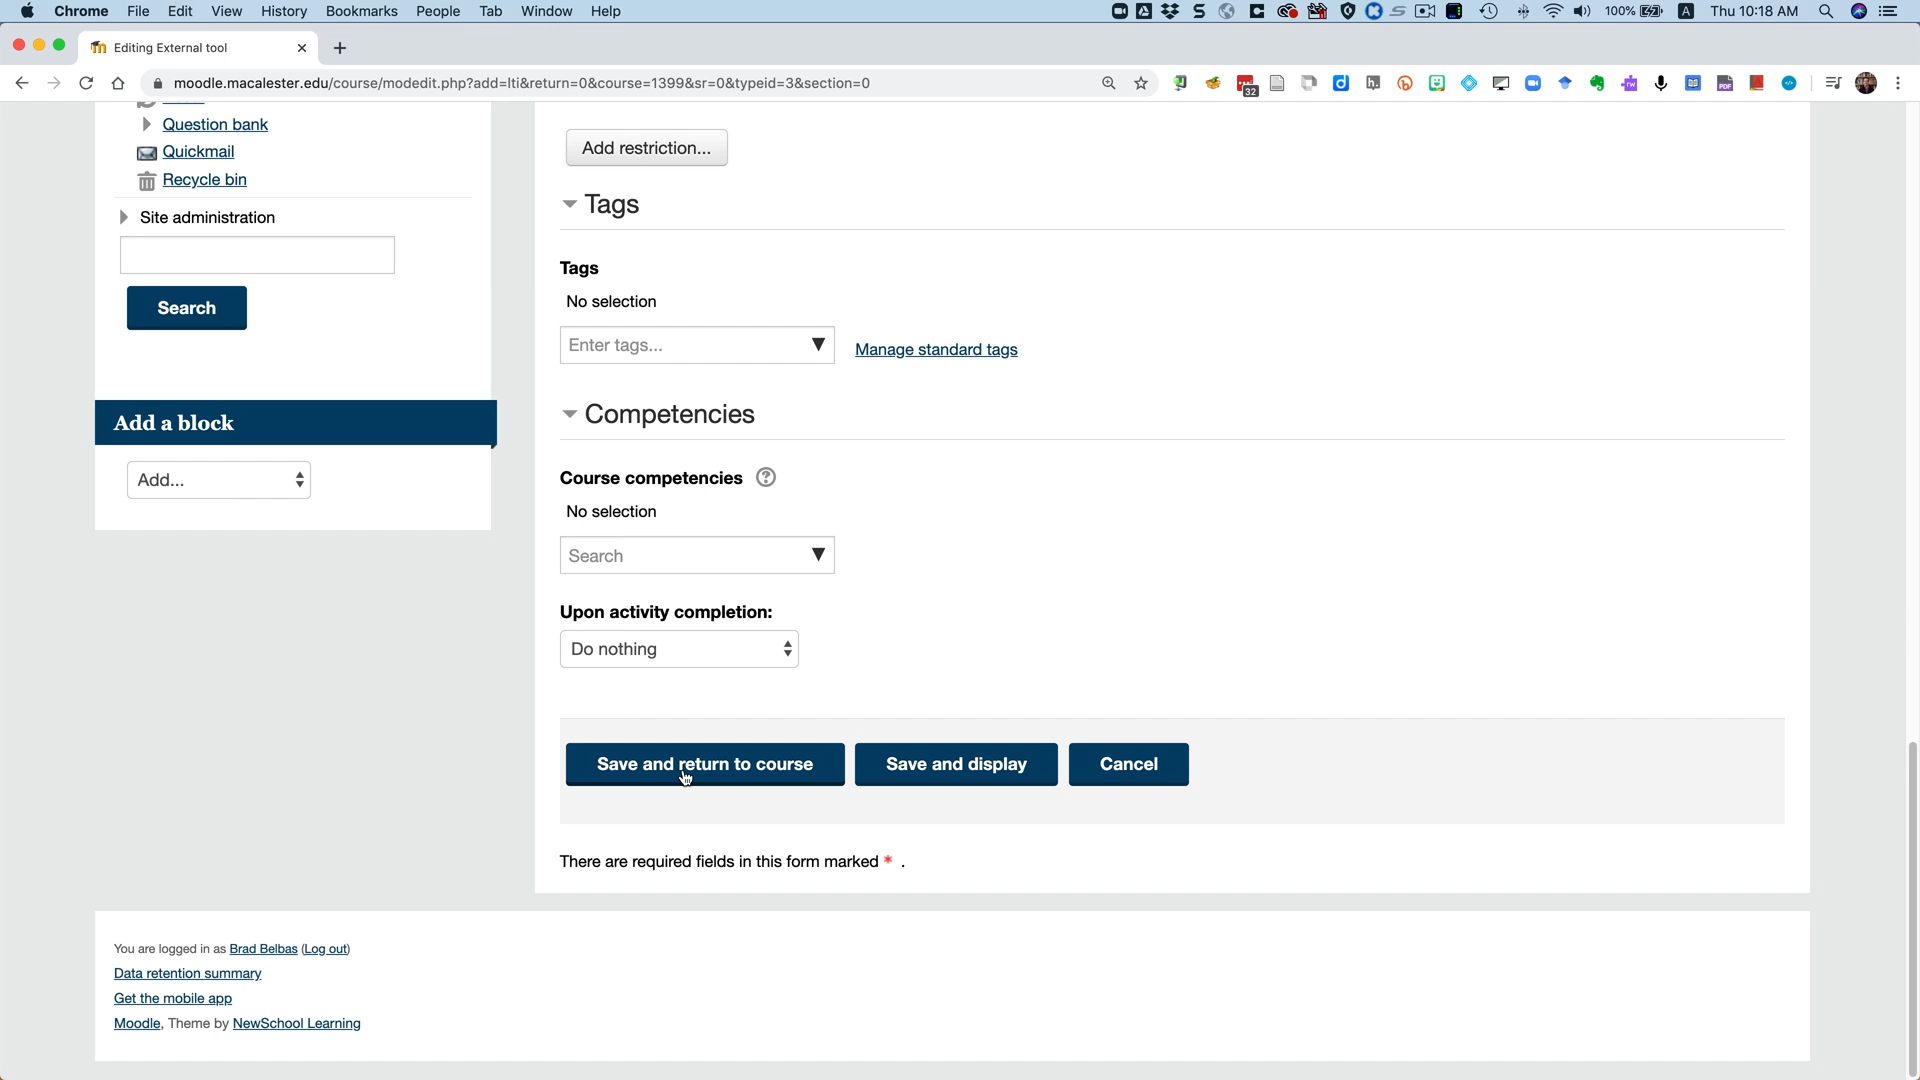 Chrome File Edit View History Bookmarks People Tab Window Help
100% A Thu 10:18 AM
Editing External tool
moodle.macalester.edu/course/modedit.php?add=lti&return=0&course=1399&sr=0&typeid=3&section=0
32
PDF
Question bank
Quickmail
Recycle bin
Site administration
Search
Add a block
Add...
Add restriction...
Tags
Tags
No selection
Enter tags...
Manage standard tags
Competencies
Course competencies
No selection
Search
Upon activity completion:
Do nothing
Save and return to course
Save and display
Cancel
There are required fields in this form marked * .
You are logged in as Brad Belbas (Log out)
Data retention summary
Get the mobile app
Moodle, Theme by NewSchool Learning